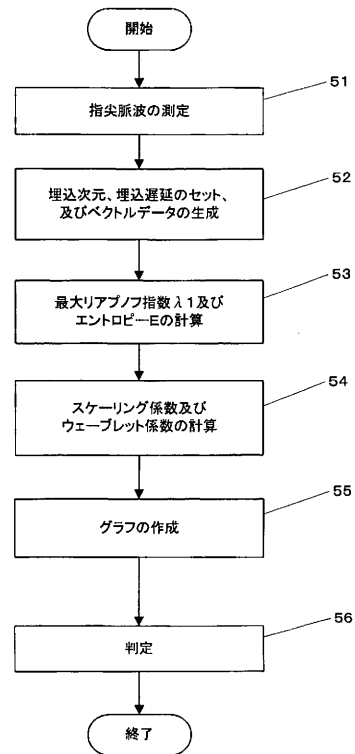 開始
51
指尖脈波の測定
52
埋込次元、埋込遅延のセット、
及びベクトルデータの生成
53
最大リアプノフ指数λ1及び
エントロピーEの計算
54
スケーリング係数及び
ウェーブレット係数の計算
55
グラフの作成
56
判定
終了